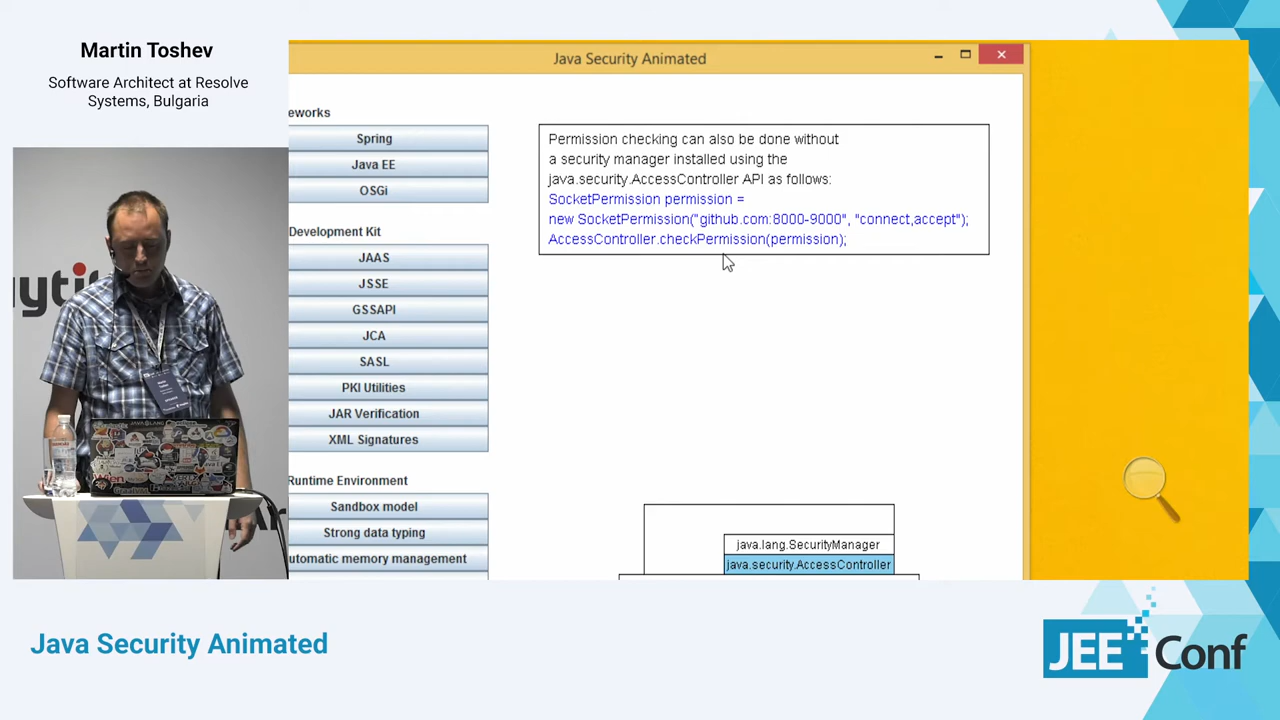 Martin Toshev
Software Architect at Resolve
Systems, Bulgaria
Java Security Animated
eworks
Spring
Java EE
OSGi
Development Kit
JAAS
JSSE
GSSAPI
JCA
SASL
PKI Utilities
JAR Verification
XML Signatures
Runtime Environment
Sandbox model
Strong data typing
utomatic memory management
Permission checking can also be done without
a security manager installed using the
java.security.AccessController API as follows:
SocketPermission permission =
new SocketPermission("github.com:8000-9000", "connect,accept");
AccessController.checkPermission(permission);
java.lang.SecurityManager
java.security.AccessController
Java Security Animated
JEE Conf